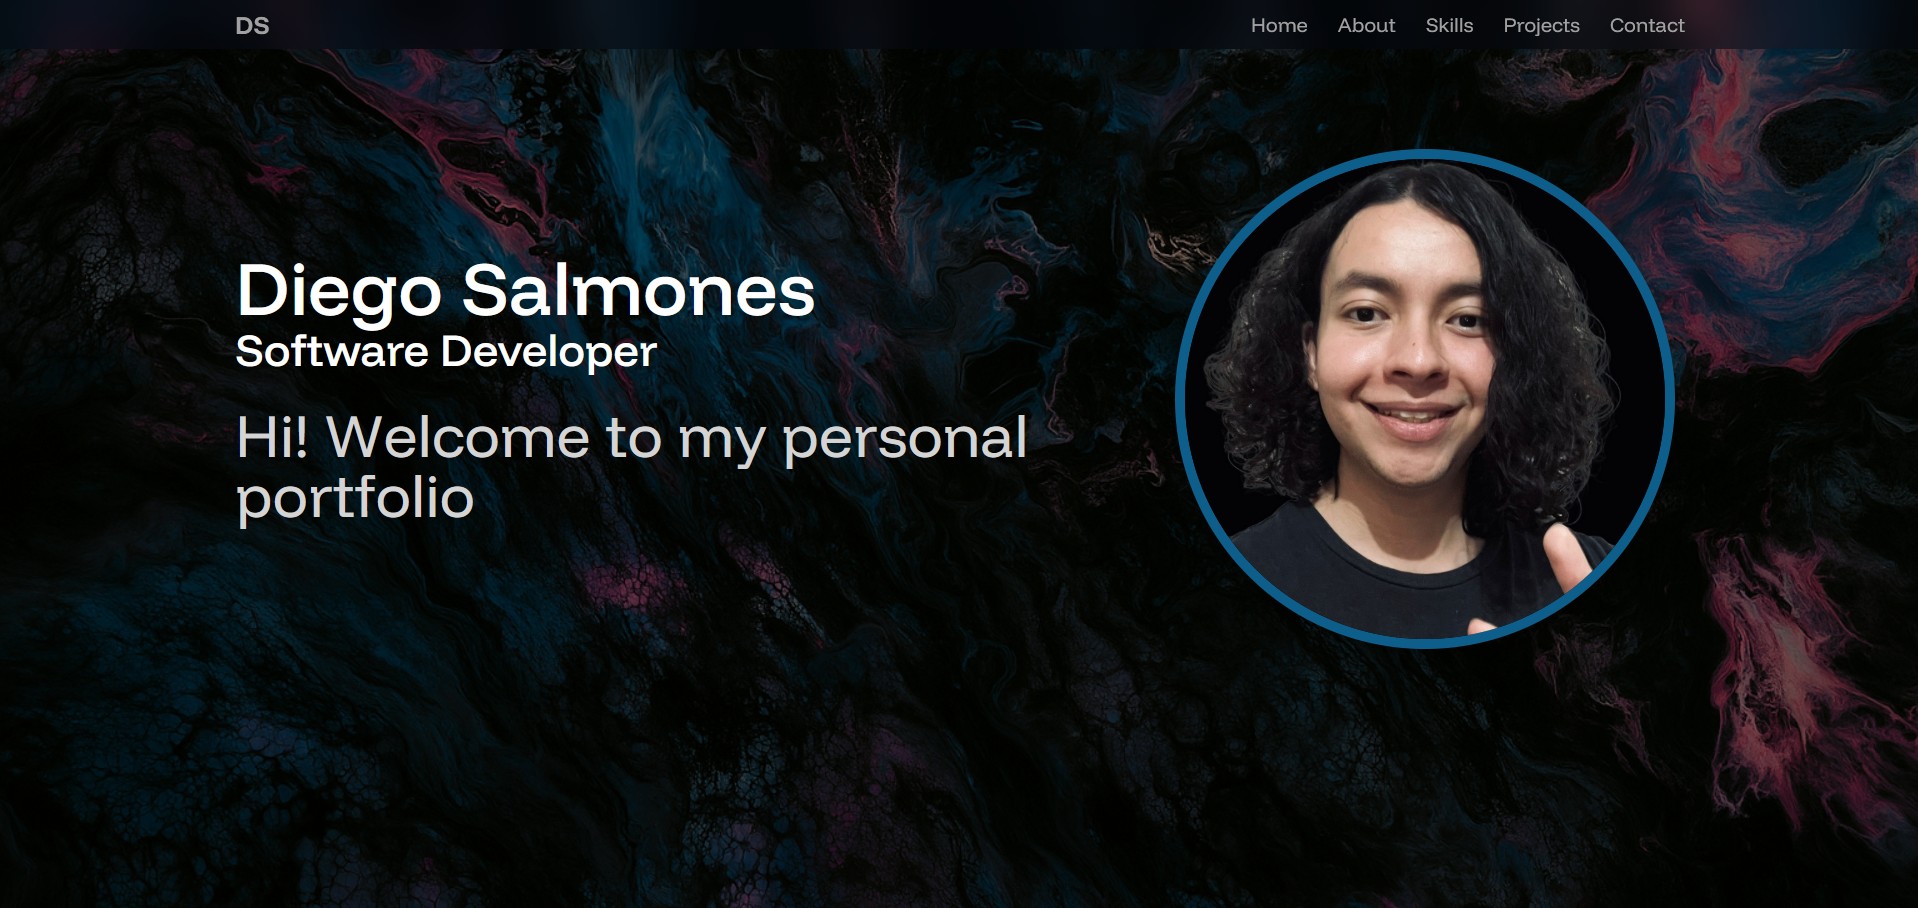 DS
Home About Skills Projects Contact
Diego Salmones
Software Developer
Hi! Welcome to my personal
portfolio